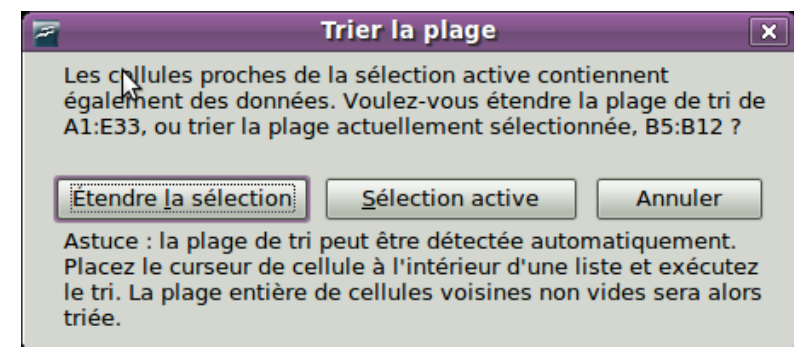 Trier la plage
Les cellules proches de la sélection active contiennent
également des données. Voulez-vous étendre la plage de tri de
A1:E33, ou trier la plage actuellement sélectionnée, B5:B12 ?
Étendre la sélection Sélection active Annuler
Astuce : la plage de tri peut être détectée automatiquement.
Placez le curseur de cellule à l'intérieur d'une liste et exécutez
le tri. La plage entière de cellules voisines non vides sera alors
triée.